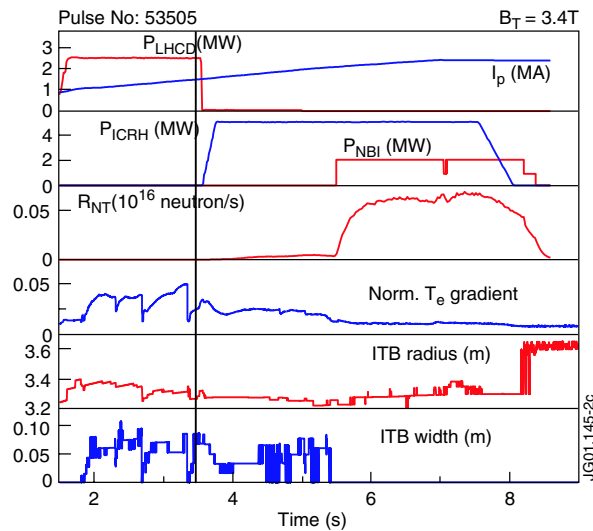 Pulse No: 53505 B_T = 3.4T
P_LHCD(MW)
3
2
1
0
I_p (MA)
P_ICRH (MW)
4
2
0
P_NBI (MW)
R_NT(10^16 neutron/s)
0.05
0
0.05
0
Norm. T_e gradient
3.6
3.4
3.2
ITB radius (m)
0.10
0.05
0
ITB width (m)
2 4 6 8
Time (s)
JG01.145-2c